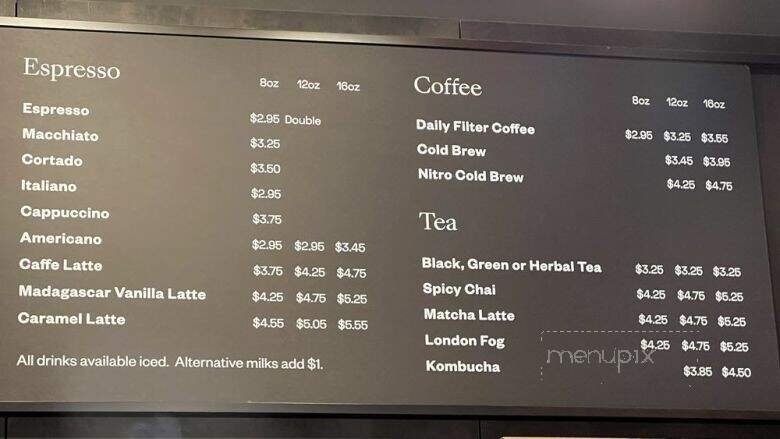 Espresso
8oz 12oz 16oz
Espresso $2.95 Double
Macchiato $3.25
Cortado $3.50
Italiano $2.95
Cappuccino $3.75
Americano $2.95 $2.95 $3.45
Caffe Latte $3.75 $4.25 $4.75
Madagascar Vanilla Latte $4.25 $4.75 $5.25
Caramel Latte $4.55 $5.05 $5.55
All drinks available iced. Alternative milks add $1.
Coffee
8oz 12oz 16oz
Daily Filter Coffee $2.95 $3.25 $3.55
Cold Brew $3.45 $3.95
Nitro Cold Brew $4.25 $4.75
Tea
Black, Green or Herbal Tea $3.25 $3.25 $3.25
Spicy Chai $4.25 $4.75 $5.25
Matcha Latte $4.25 $4.75 $5.25
London Fog $4.25 $4.75 $5.25
Kombucha $3.85 $4.50
menupix